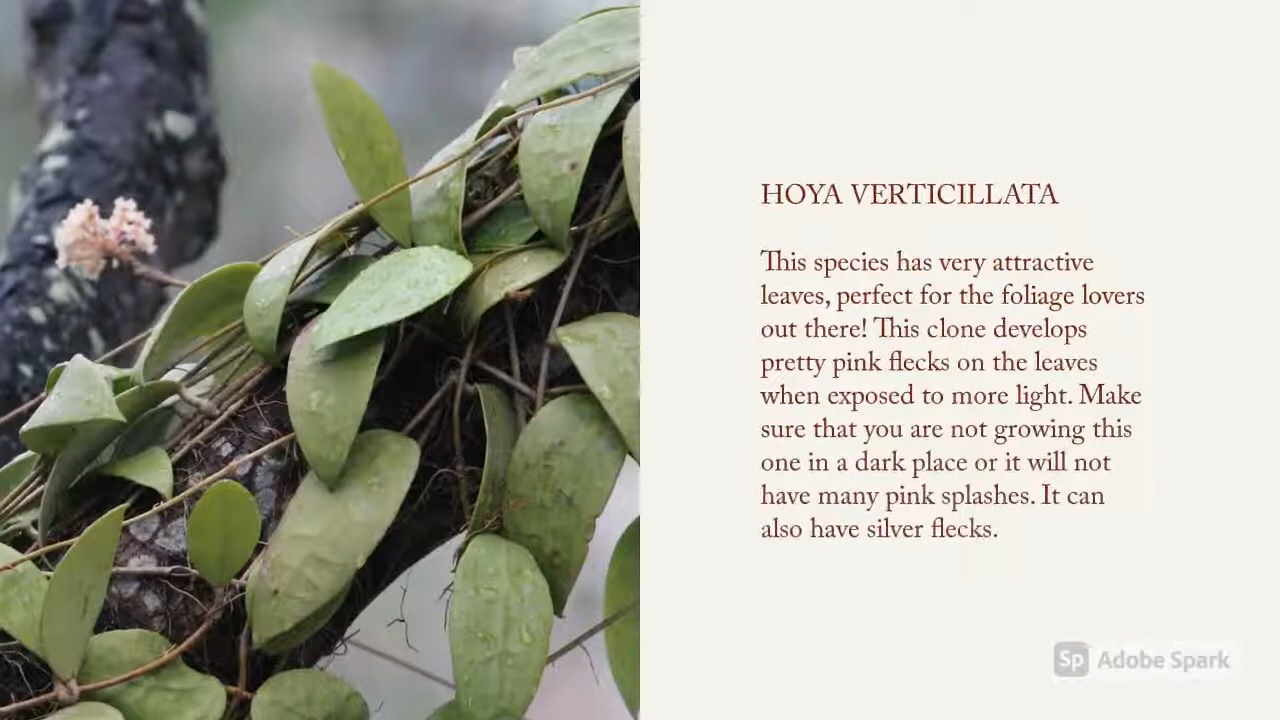 HOYA VERTICILLATA
This species has very attractive
leaves, perfect for the foliage lovers
out there! This clone develops
pretty pink flecks on the leaves
when exposed to more light. Make
sure that you are not growing this
one in a dark place or it will not
have many pink splashes. It can
also have silver flecks.
Sp Adobe Spark